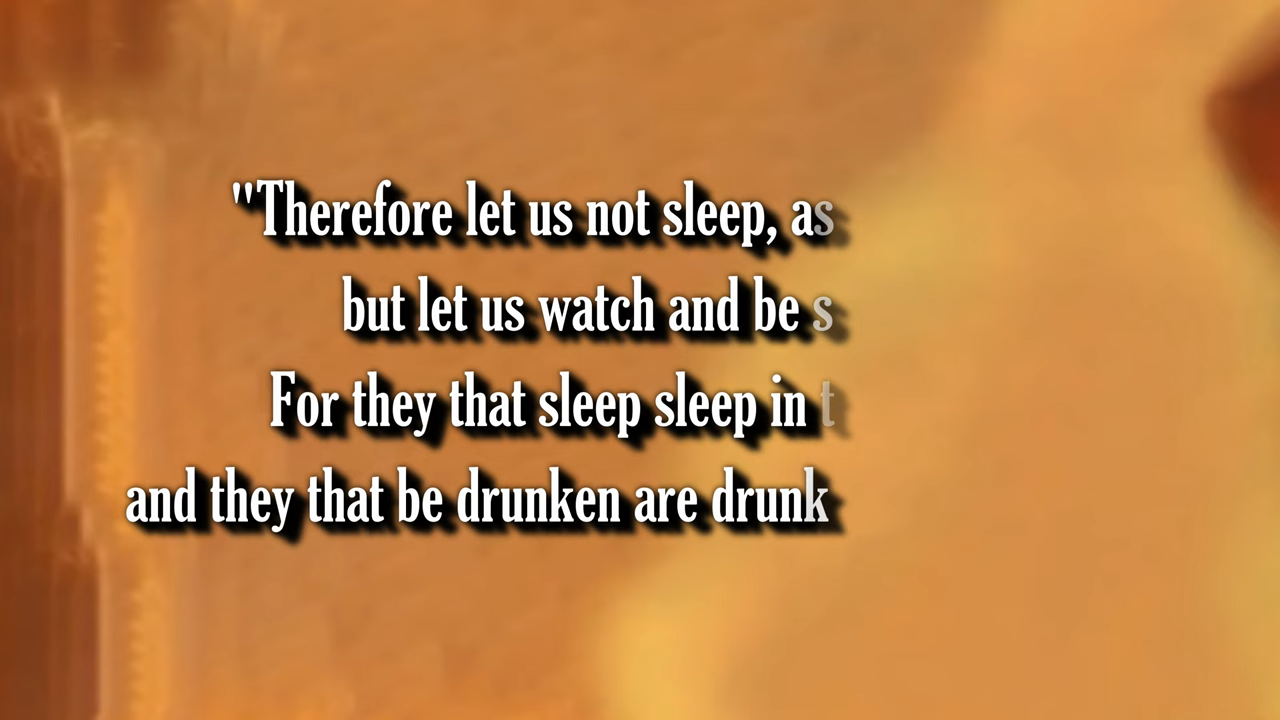 "Therefore let us not sleep, as
but let us watch and be s
For they that sleep sleep in t
and they that be drunken are drunk